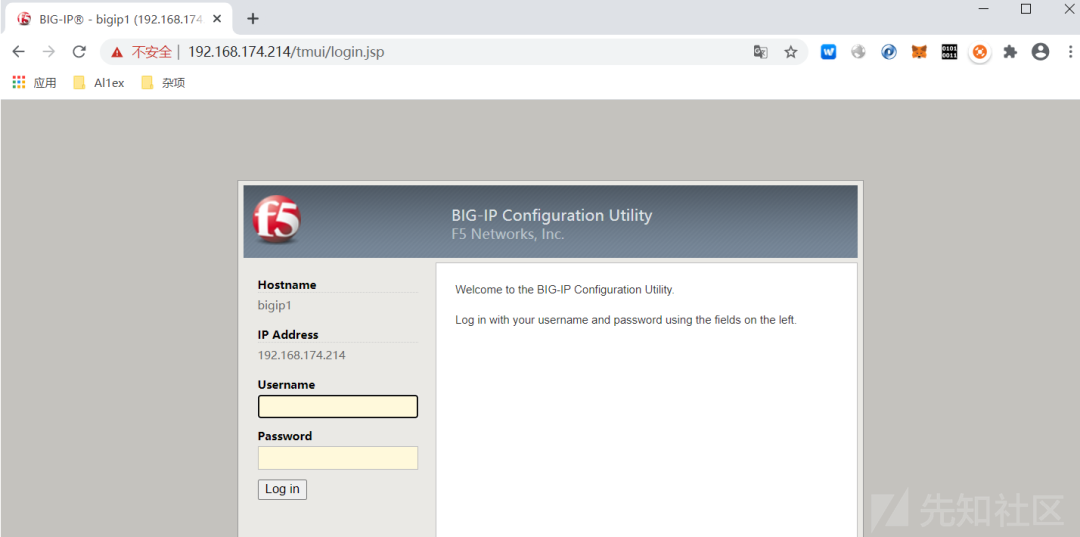 BIG-IP® - bigip1 (192.168.174
不安全 | 192.168.174.214/tmui/login.jsp
0101
0011
应用 Al1ex 杂项
f5
BIG-IP Configuration Utility
F5 Networks, Inc.
Hostname
bigip1
IP Address
192.168.174.214
Username
Password
Log in
Welcome to the BIG-IP Configuration Utility.
Log in with your username and password using the fields on the left.
先知社区